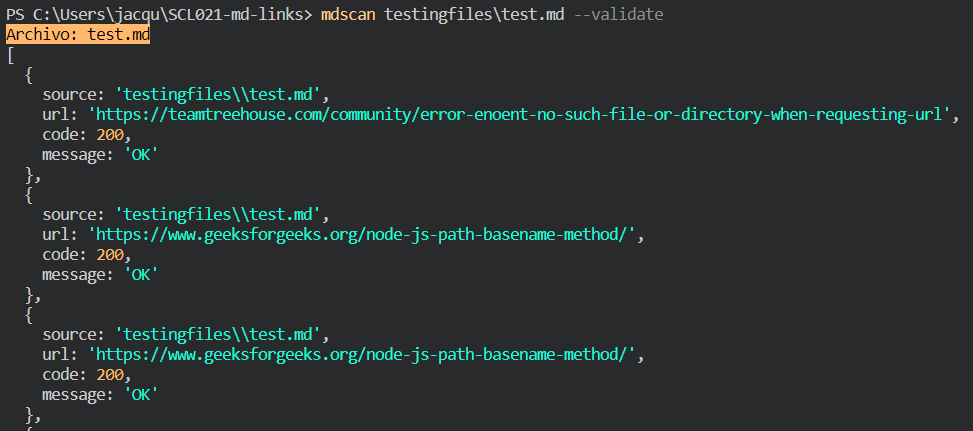 PS C:\Users\jacqu\SCL021-md-links> mdscan testingfiles\test.md --validate
Archivo: test.md
[
  {
    source: 'testingfiles\\test.md',
    url: 'https://teamtreehouse.com/community/error-enoent-no-such-file-or-directory-when-requesting-url',
    code: 200,
    message: 'OK'
  },
  {
    source: 'testingfiles\\test.md',
    url: 'https://www.geeksforgeeks.org/node-js-path-basename-method/',
    code: 200,
    message: 'OK'
  },
  {
    source: 'testingfiles\\test.md',
    url: 'https://www.geeksforgeeks.org/node-js-path-basename-method/',
    code: 200,
    message: 'OK'
  },